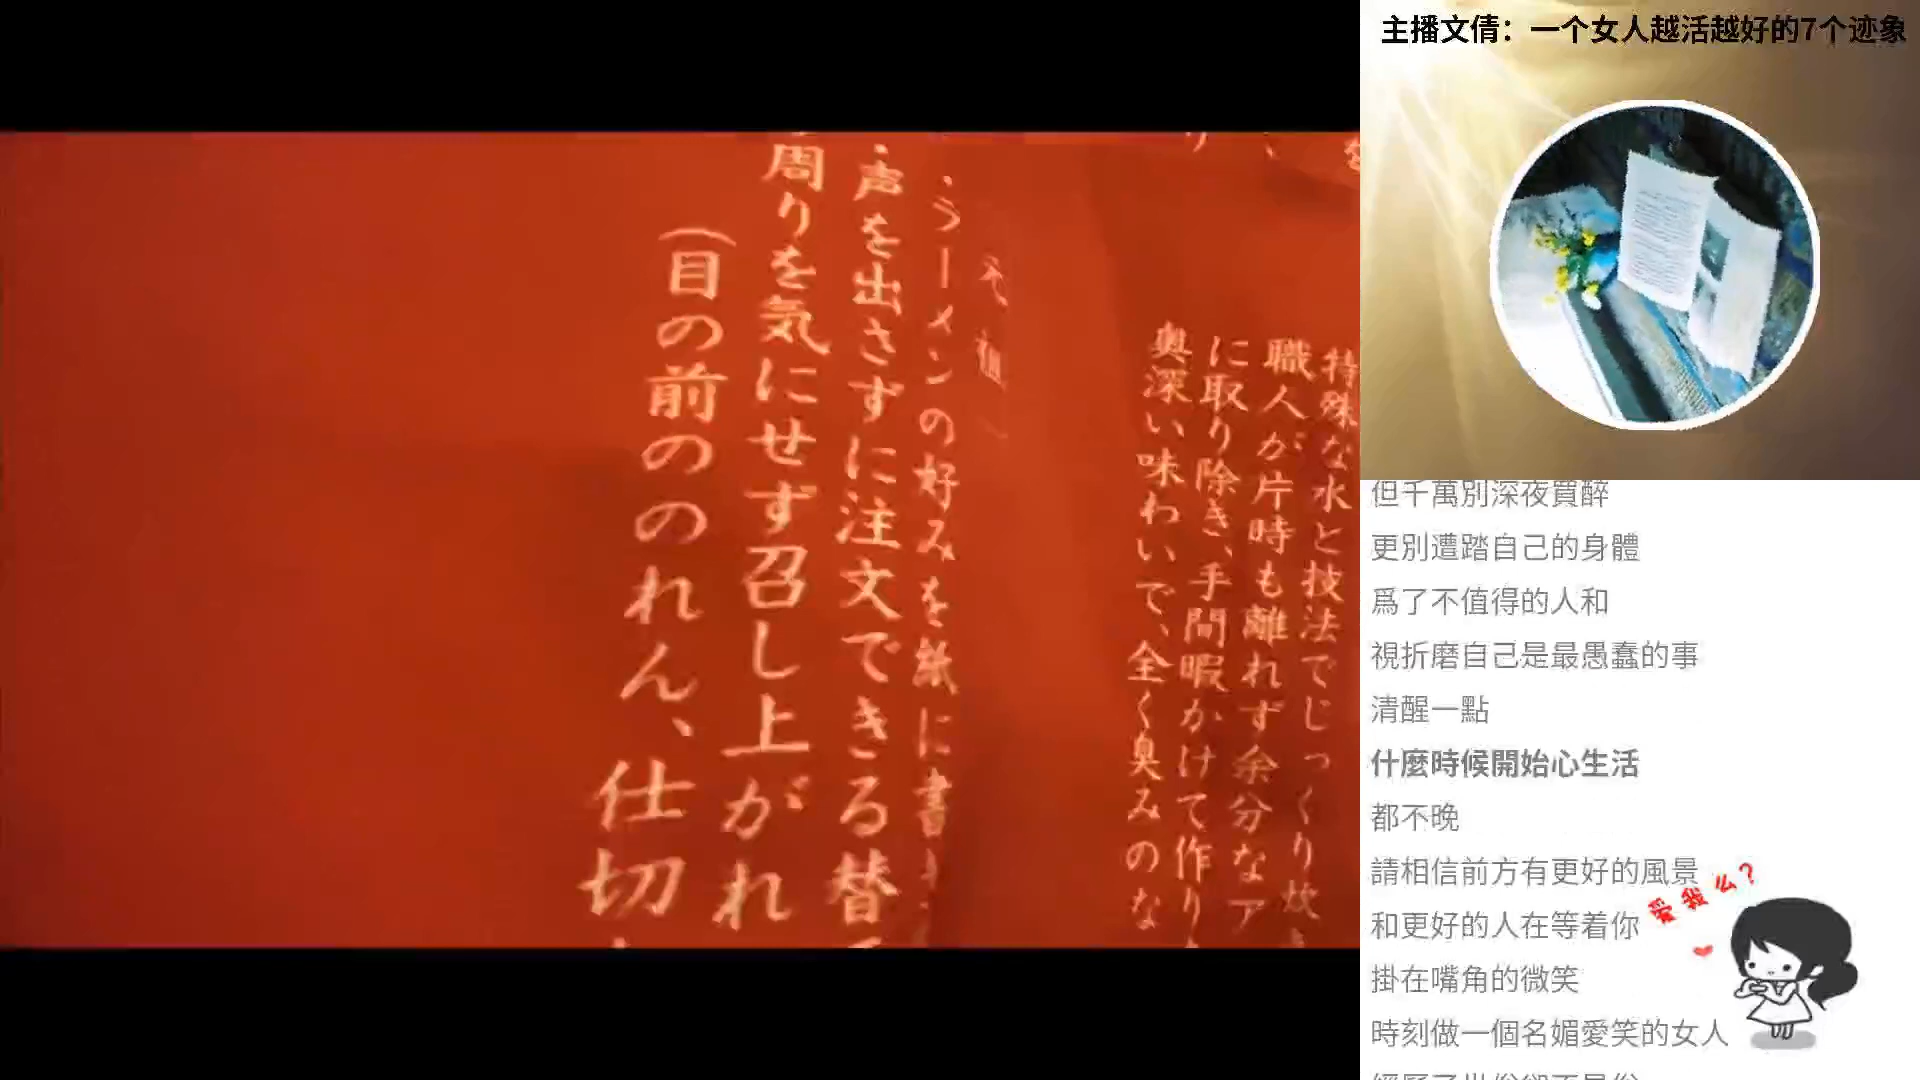 主播文倩：一个女人越活越好的7个迹象
特殊な水と技法でじっくり炊
職人が片時も離れず余分なア
に取り除き、手間暇かけて作り
奥深い味わいで、全く臭みのな
らーメンの好みを紙に書き
声を出さずに注文できる替
周りを気にせず召し上がれ
(目の前ののれん、仕切
但千萬別深夜買醉
更別遭踏自己的身體
爲了不值得的人和
視折磨自己是最愚蠢的事
清醒一點
什麼時候開始心生活
都不晚
請相信前方有更好的風景
和更好的人在等着你
掛在嘴角的微笑
時刻做一個名媚愛笑的女人
爱我么?